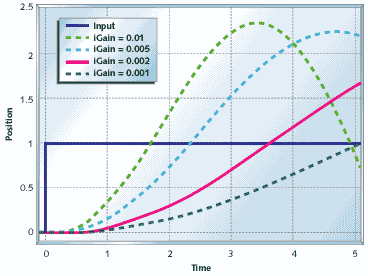 2.5
2
1.5
1
0.5
0
Input
iGain = 0.01
iGain = 0.005
iGain = 0.002
iGain = 0.001
Position
0 1 2 3 4 5
Time